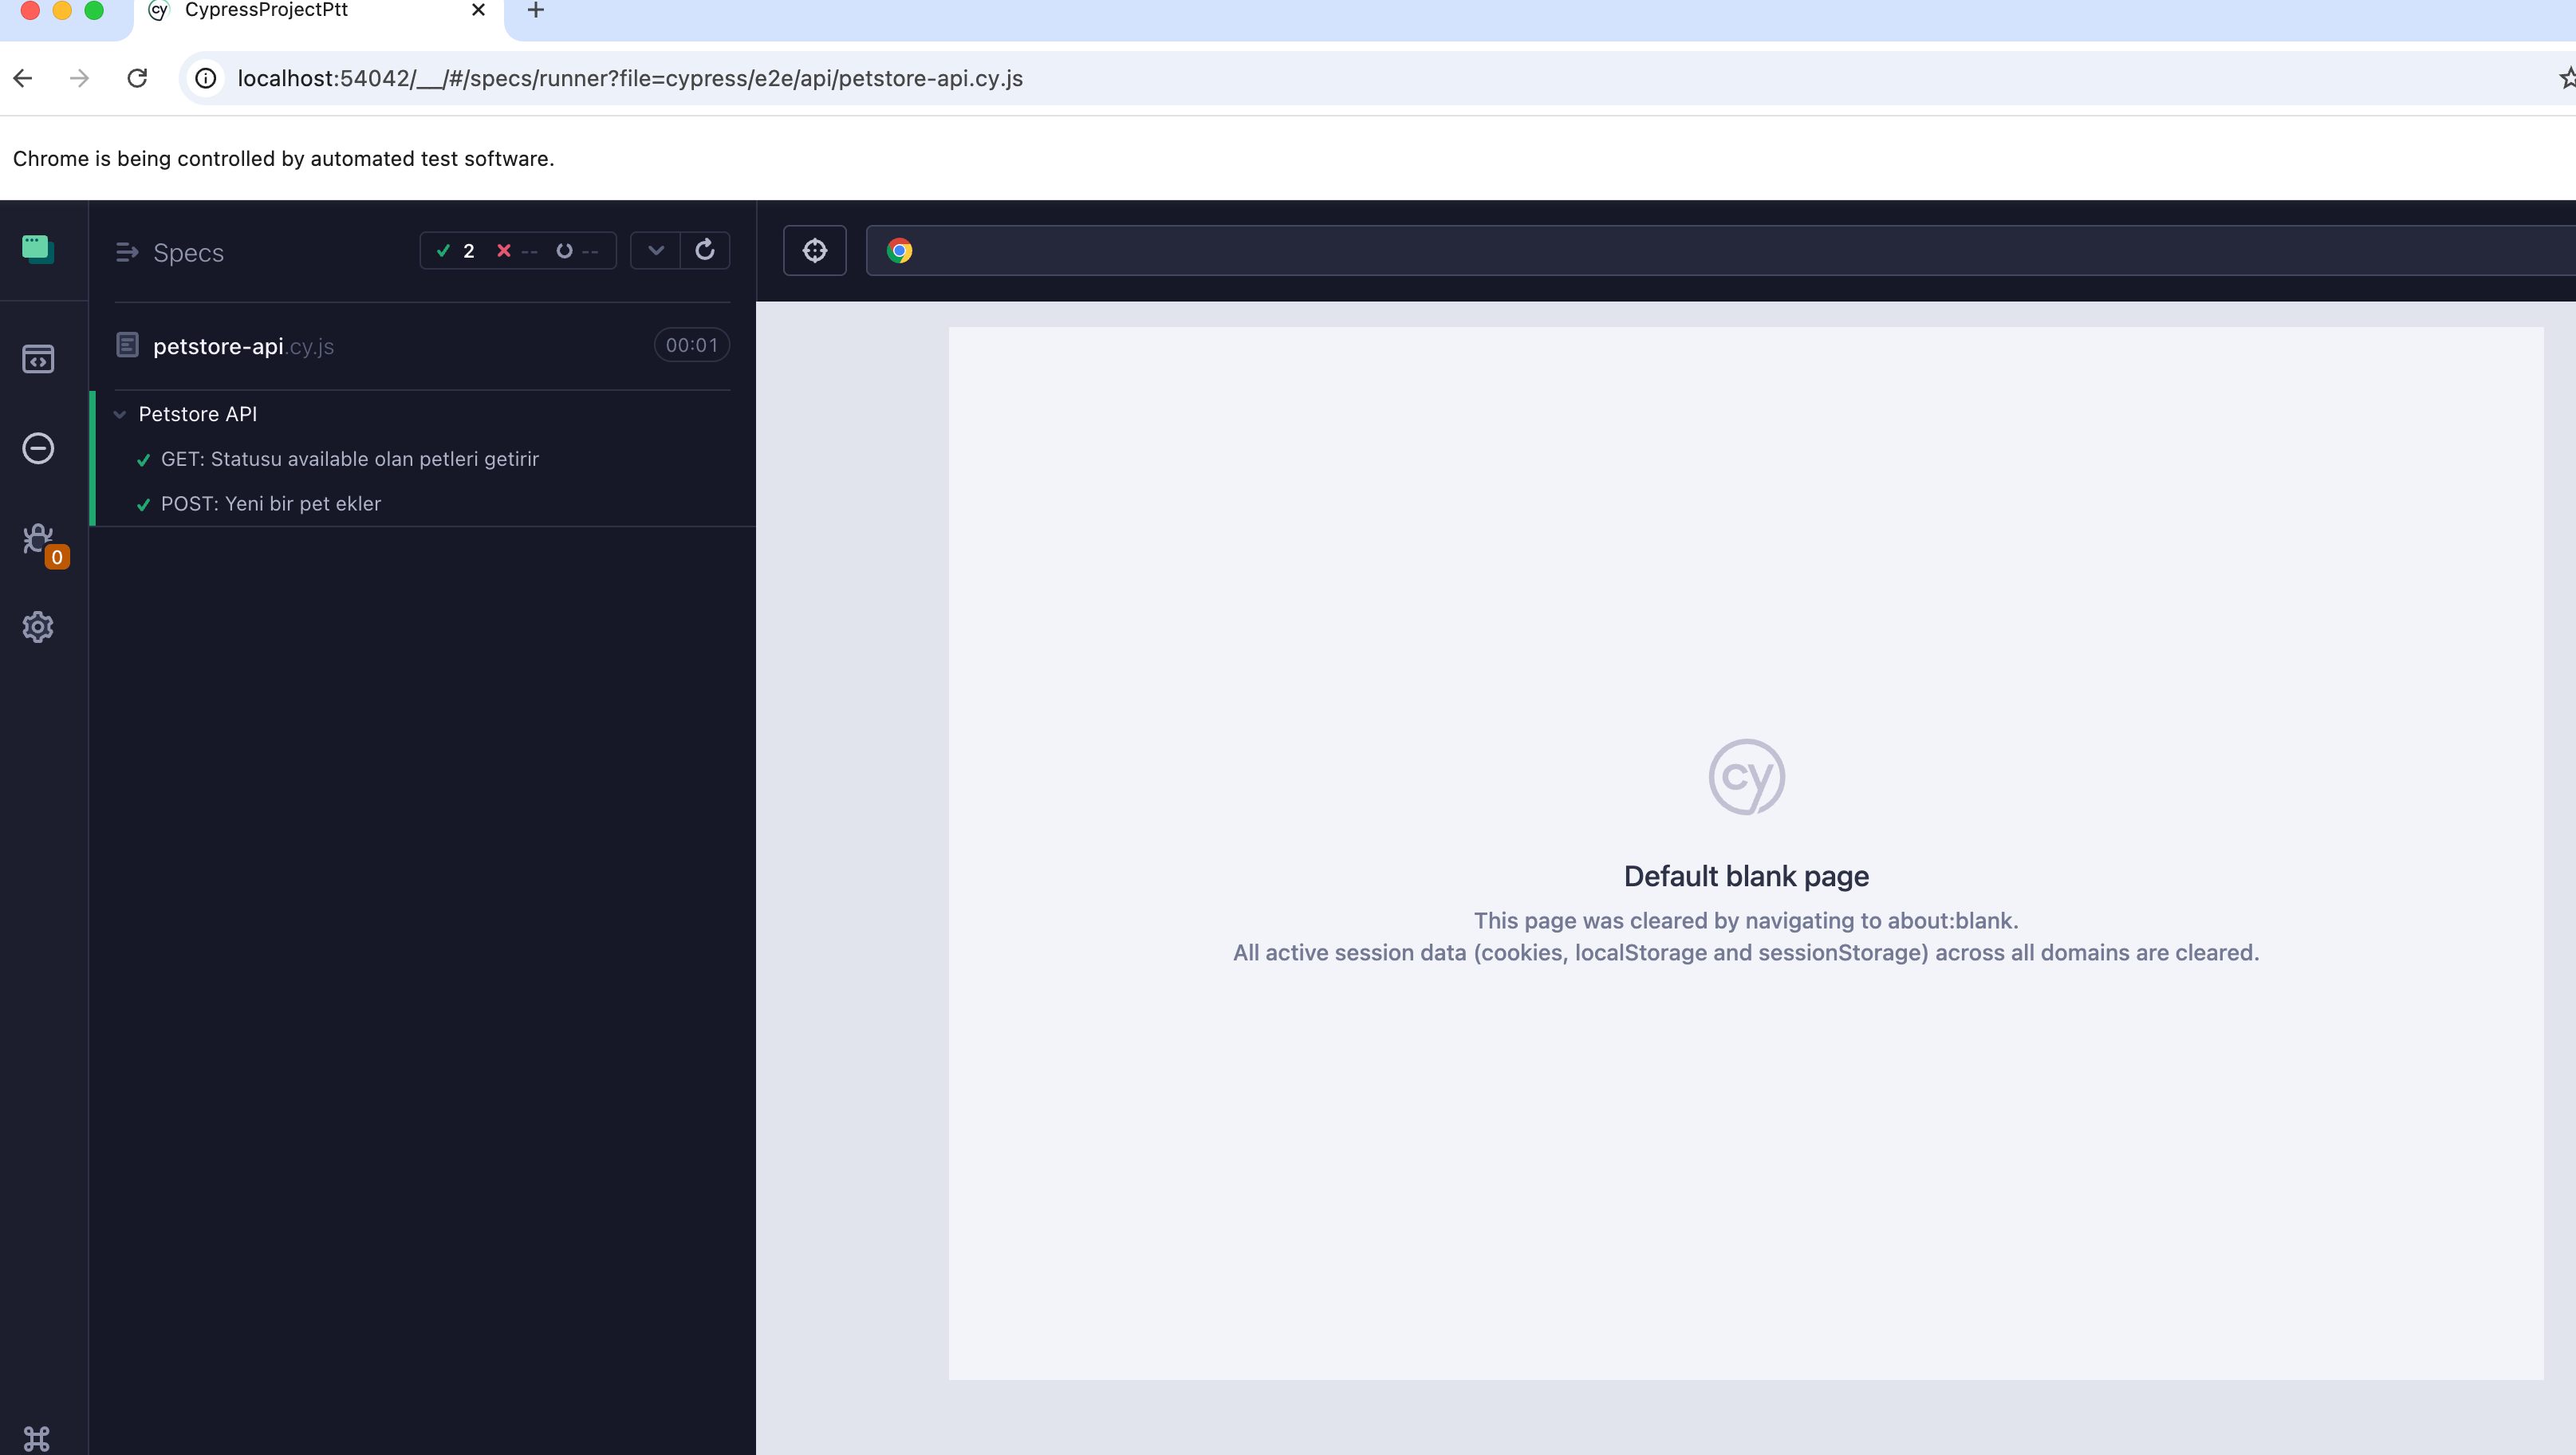 CypressProjectPtt
localhost:54042/__/#/specs/runner?file=cypress/e2e/api/petstore-api.cy.js
Chrome is being controlled by automated test software.
Specs
2 -- --
petstore-api.cy.js 00:01
Petstore API
GET: Statusu available olan petleri getirir
POST: Yeni bir pet ekler
0
cy
Default blank page
This page was cleared by navigating to about:blank.
All active session data (cookies, localStorage and sessionStorage) across all domains are cleared.